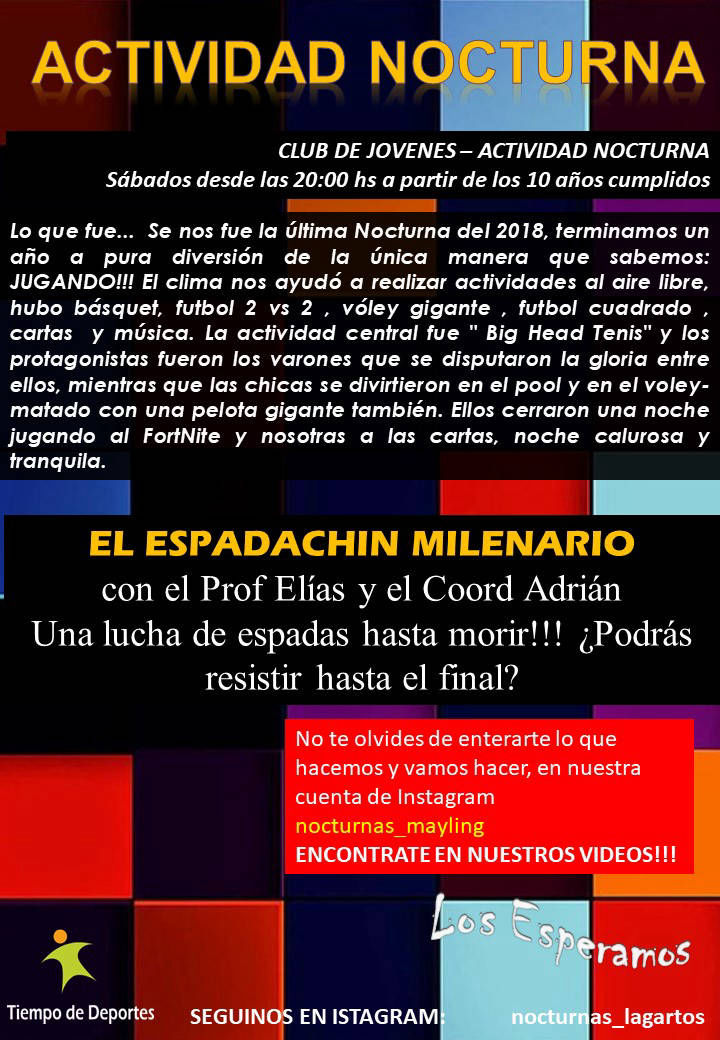 ACTIVIDAD NOCTURNA
CLUB DE JOVENES – ACTIVIDAD NOCTURNA
Sábados desde las 20:00 hs a partir de los 10 años cumplidos
Lo que fue... Se nos fue la última Nocturna del 2018, terminamos un
año a pura diversión de la única manera que sabemos:
JUGANDO!!! El clima nos ayudó a realizar actividades al aire libre,
hubo básquet, futbol 2 vs 2 , vóley gigante , futbol cuadrado ,
cartas y música. La actividad central fue " Big Head Tenis" y los
protagonistas fueron los varones que se disputaron la gloria entre
ellos, mientras que las chicas se divirtieron en el pool y en el voley-
matado con una pelota gigante también. Ellos cerraron una noche
jugando al FortNite y nosotras a las cartas, noche calurosa y
tranquila.
EL ESPADACHIN MILENARIO
con el Prof Elías y el Coord Adrián
Una lucha de espadas hasta morir!!! ¿Podrás
resistir hasta el final?
No te olvides de enterarte lo que
hacemos y vamos hacer, en nuestra
cuenta de Instagram
nocturnas_mayling
ENCONTRATE EN NUESTROS VIDEOS!!!
Los Esperamos
Tiempo de Deportes
SEGUINOS EN ISTAGRAM: nocturnas_lagartos